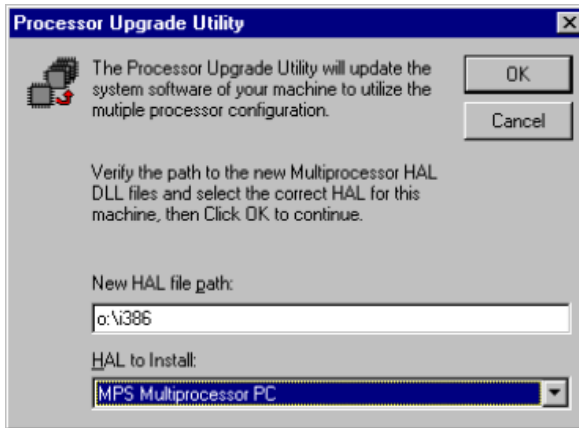 Processor Upgrade Utility
The Processor Upgrade Utility will update the
system software of your machine to utilize the
mutiple processor configuration.
OK
Cancel
Verify the path to the new Multiprocessor HAL
DLL files and select the correct HAL for this
machine, then Click OK to continue.
New HAL file path:
o:\i386
HAL to Install:
MPS Multiprocessor PC